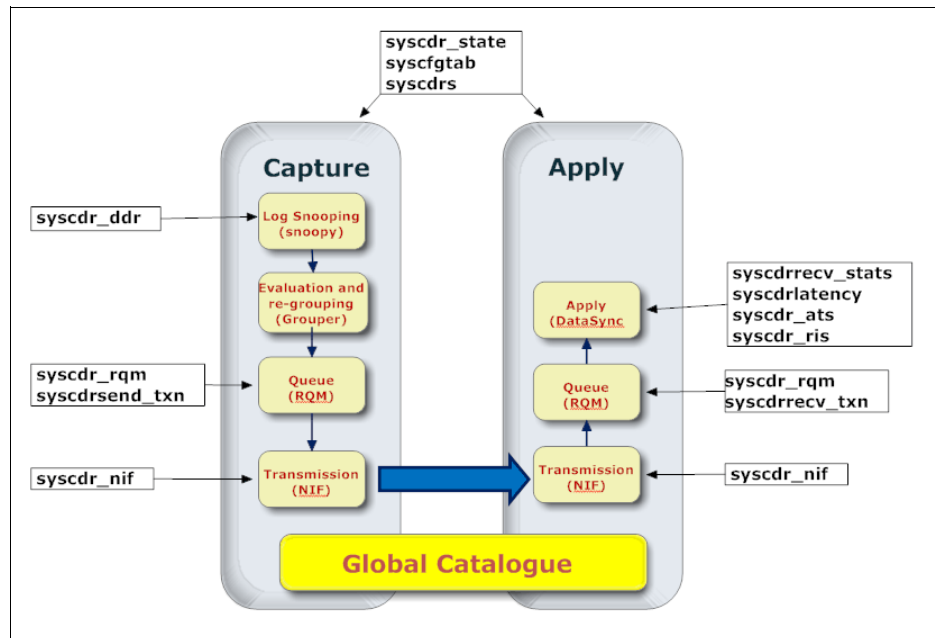 syscdr_state
syscfgtab
syscdrs
Capture
Apply
syscdr_ddr
Log Snooping
(snoopy)
Evaluation and
re-grouping
(Grouper)
syscdr_rqm
syscdrsend_txn
Queue
(RQM)
syscdr_nif
Transmission
(NIF)
Apply
(DataSync
syscdrrecv_stats
syscdrlatency
syscdr_ats
syscdr_ris
Queue
(RQM)
syscdr_rqm
syscdrrecv_txn
Transmission
(NIF)
syscdr_nif
Global Catalogue